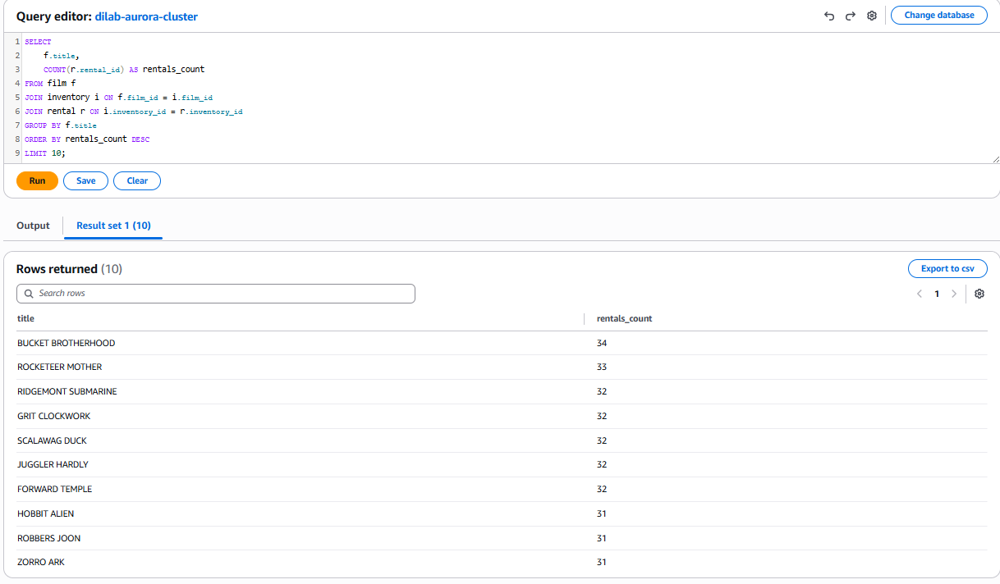 Query editor: dilab-aurora-cluster
Change database
1 SELECT
2 f.title,
3 COUNT(r.rental_id) AS rentals_count
4 FROM film f
5 JOIN inventory i ON f.film_id = i.film_id
6 JOIN rental r ON i.inventory_id = r.inventory_id
7 GROUP BY f.title
8 ORDER BY rentals_count DESC
9 LIMIT 10;
Run Save Clear
Output Result set 1 (10)
Rows returned (10)
Export to csv
Search rows
1
title rentals_count
BUCKET BROTHERHOOD 34
ROCKETEER MOTHER 33
RIDGEMONT SUBMARINE 32
GRIT CLOCKWORK 32
SCALAWAG DUCK 32
JUGGLER HARDLY 32
FORWARD TEMPLE 32
HOBBIT ALIEN 31
ROBBERS JOON 31
ZORRO ARK 31